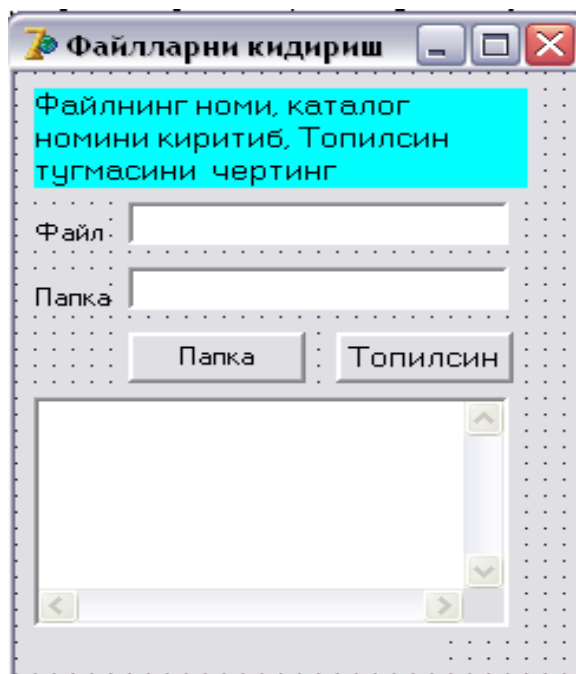 Файлларни кидириш
Файлнинг номи, каталог
номини киритиб, Топилсин
тугмасини чертинг
Файл
Папка
Папка
Топилсин